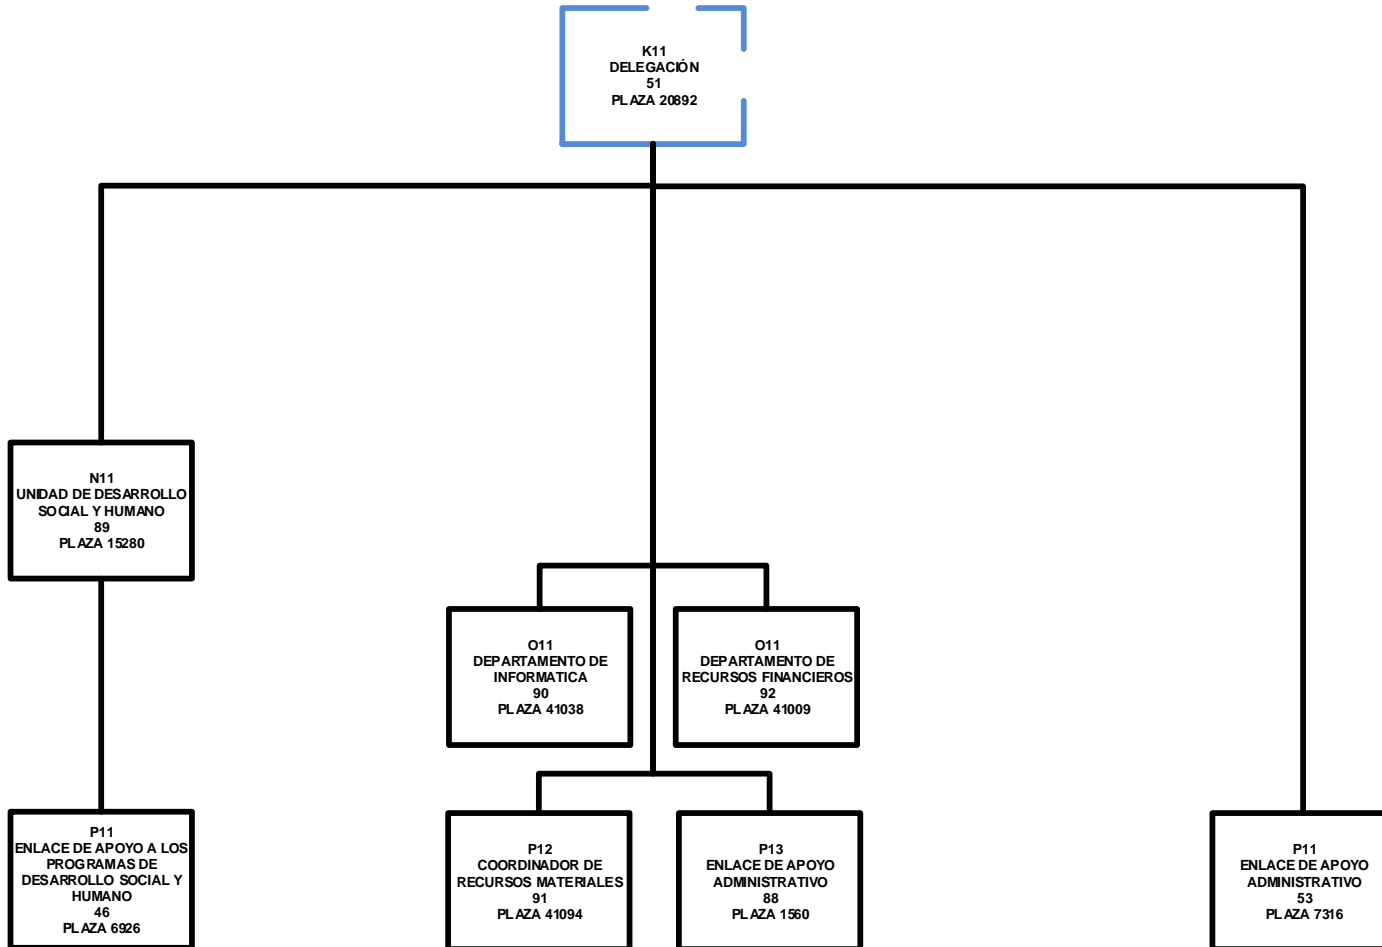 K11
DELEGACIÓN
51
PLAZA 20892
N11
UNIDAD DE DESARROLLO
SOCIAL Y HUMANO
89
PLAZA 15280
O11
DEPARTAMENTO DE
INFORMATICA
90
PLAZA 41038
O11
DEPARTAMENTO DE
RECURSOS FINANCIEROS
92
PLAZA 41009
P11
ENLACE DE APOYO A LOS
PROGRAMAS DE
DESARROLLO SOCIAL Y
HUMANO
46
PLAZA 6926
P12
COORDINADOR DE
RECURSOS MATERIALES
91
PLAZA 41094
P13
ENLACE DE APOYO
ADMINISTRATIVO
88
PLAZA 1560
P11
ENLACE DE APOYO
ADMINISTRATIVO
53
PLAZA 7316